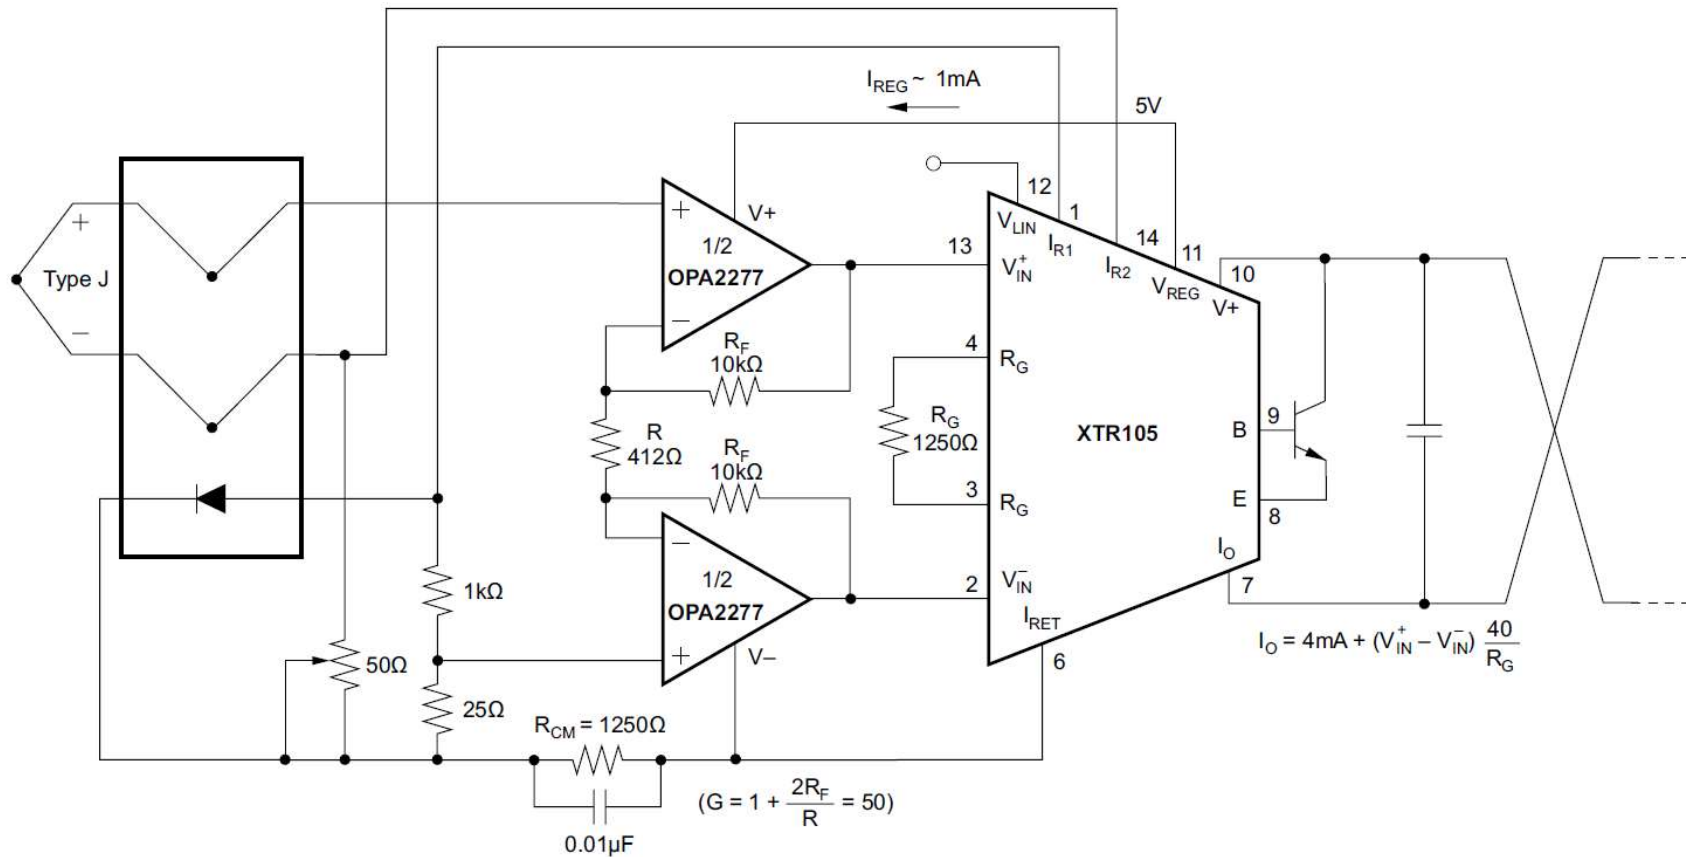 I_REG ~ 1mA
5V
Type J
+
−
+
V+
1/2
OPA2277
−
R_F
10kΩ
R
412Ω
R_F
10kΩ
−
1/2
OPA2277
+
V−
1kΩ
50Ω
25Ω
R_CM = 1250Ω
0.01µF
(G = 1 + 2R_F/R = 50)
12
1
14
11
10
V_LIN
I_R1
I_R2
V_REG
V+
13
V_IN^+
4
R_G
R_G
1250Ω
XTR105
3
R_G
2
V_IN^−
I_RET
6
B
9
E
8
I_O
7
I_O = 4mA + (V_IN^+ − V_IN^−) 40/R_G